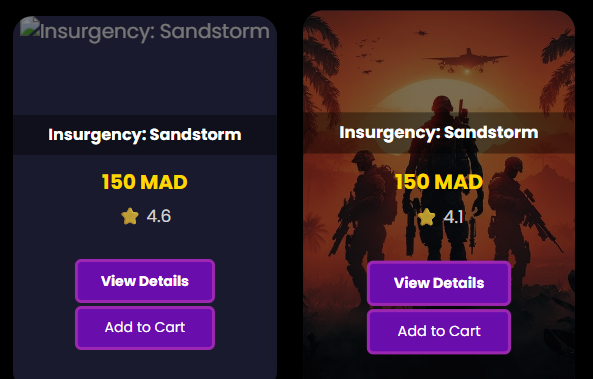 Insurgency: Sandstorm
Insurgency: Sandstorm
150 MAD
4.6
View Details
Add to Cart
Insurgency: Sandstorm
150 MAD
4.1
View Details
Add to Cart